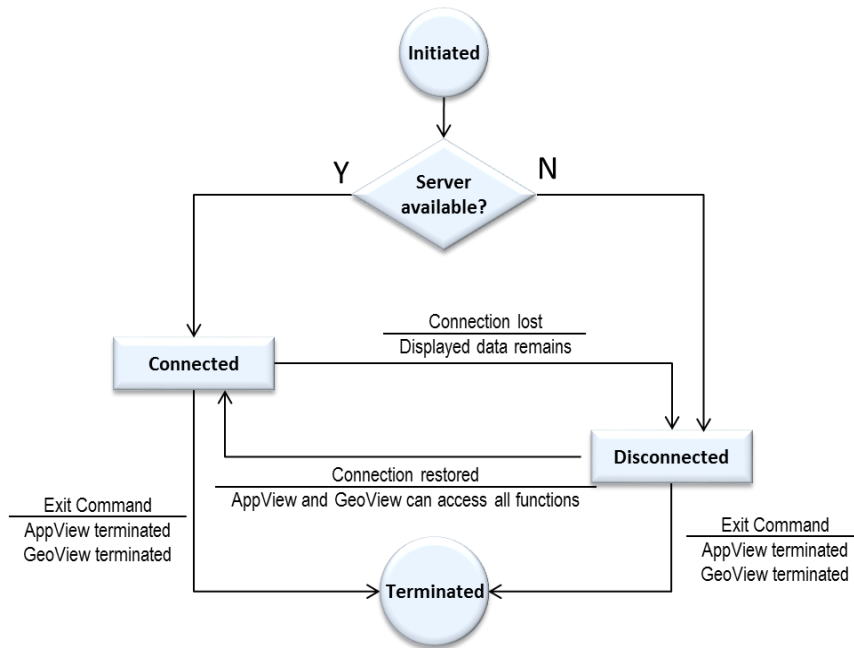 Initiated
Y
N
Server
available?
Connection lost
Displayed data remains
Connected
Disconnected
Connection restored
AppView and GeoView can access all functions
Exit Command
AppView terminated
GeoView terminated
Exit Command
AppView terminated
GeoView terminated
Terminated